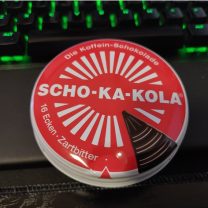 Die Koffein-Schokolade
SCHO-KA-KOLA
16 Ecken · Zartbitter